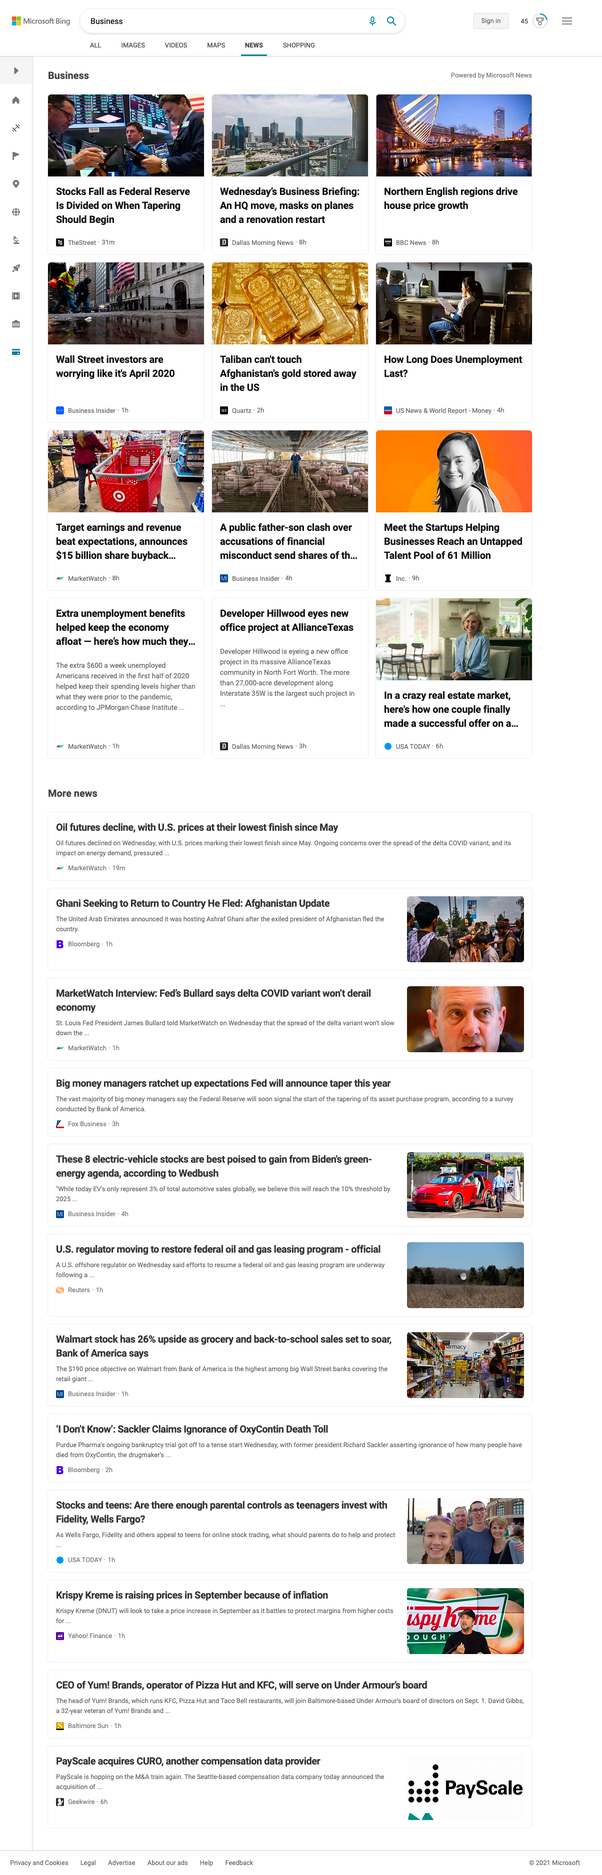 Microsoft Bing
Business
Sign in
45
ALL
IMAGES
VIDEOS
MAPS
NEWS
SHOPPING
Business
Powered by Microsoft News
Stocks Fall as Federal Reserve
Is Divided on When Tapering
Should Begin
TheStreet · 31m
Wednesday's Business Briefing:
An HQ move, masks on planes
and a renovation restart
Dallas Morning News · 8h
Northern English regions drive
house price growth
BBC News · 8h
Wall Street investors are
worrying like it's April 2020
Business Insider · 1h
Taliban can't touch
Afghanistan's gold stored away
in the US
Quartz · 2h
How Long Does Unemployment
Last?
US News & World Report - Money · 4h
Target earnings and revenue
beat expectations, announces
$15 billion share buyback...
MarketWatch · 8h
A public father-son clash over
accusations of financial
misconduct send shares of th...
Business Insider · 4h
Meet the Startups Helping
Businesses Reach an Untapped
Talent Pool of 61 Million
Inc. · 9h
Extra unemployment benefits
helped keep the economy
afloat — here's how much they...
The extra $600 a week unemployed
Americans received in the first half of 2020
helped keep their spending levels higher than
what they were prior to the pandemic,
according to JPMorgan Chase Institute ...
MarketWatch · 1h
Developer Hillwood eyes new
office project at AllianceTexas
Developer Hillwood is eyeing a new office
project in its massive AllianceTexas
community in North Fort Worth. The more
than 27,000-acre development along
Interstate 35W is the largest such project in
...
Dallas Morning News · 3h
In a crazy real estate market,
here's how one couple finally
made a successful offer on a...
USA TODAY · 6h
More news
Oil futures decline, with U.S. prices at their lowest finish since May
Oil futures declined on Wednesday, with U.S. prices marking their lowest finish since May. Ongoing concerns over the spread of the delta COVID variant, and its
impact on energy demand, pressured ...
MarketWatch · 19m
Ghani Seeking to Return to Country He Fled: Afghanistan Update
The United Arab Emirates announced it was hosting Ashraf Ghani after the exiled president of Afghanistan fled the
country.
Bloomberg · 1h
MarketWatch Interview: Fed's Bullard says delta COVID variant won't derail
economy
St. Louis Fed President James Bullard told MarketWatch on Wednesday that the spread of the delta variant won't slow
down the ...
MarketWatch · 1h
Big money managers ratchet up expectations Fed will announce taper this year
The vast majority of big money managers say the Federal Reserve will soon signal the start of the tapering of its asset purchase program, according to a survey
conducted by Bank of America.
Fox Business · 3h
These 8 electric-vehicle stocks are best poised to gain from Biden's green-
energy agenda, according to Wedbush
"While today EV's only represent 3% of total automotive sales globally, we believe this will reach the 10% threshold by
2025 ...
Business Insider · 4h
U.S. regulator moving to restore federal oil and gas leasing program - official
A U.S. offshore regulator on Wednesday said efforts to resume a federal oil and gas leasing program are underway
following a ...
Reuters · 1h
Walmart stock has 26% upside as grocery and back-to-school sales set to soar,
Bank of America says
The $190 price objective on Walmart from Bank of America is the highest among big Wall Street banks covering the
retail giant ...
Business Insider · 1h
'I Don't Know': Sackler Claims Ignorance of OxyContin Death Toll
Purdue Pharma's ongoing bankruptcy trial got off to a tense start Wednesday, with former president Richard Sackler asserting ignorance of how many people have
died from OxyContin, the drugmaker's ...
Bloomberg · 2h
Stocks and teens: Are there enough parental controls as teenagers invest with
Fidelity, Wells Fargo?
As Wells Fargo, Fidelity and others appeal to teens for online stock trading, what should parents do to help and protect
...
USA TODAY · 1h
Krispy Kreme is raising prices in September because of inflation
Krispy Kreme (DNUT) will look to take a price increase in September as it battles to protect margins from higher costs
for ...
Yahoo! Finance · 1h
CEO of Yum! Brands, operator of Pizza Hut and KFC, will serve on Under Armour's board
The head of Yum! Brands, which runs KFC, Pizza Hut and Taco Bell restaurants, will join Baltimore-based Under Armour's board of directors on Sept. 1. David Gibbs,
a 32-year veteran of Yum! Brands and ...
Baltimore Sun · 1h
PayScale acquires CURO, another compensation data provider
PayScale is hopping on the M&A train again. The Seattle-based compensation data company today announced the
acquisition of ...
Geekwire · 6h
PayScale
Privacy and Cookies
Legal
Advertise
About our ads
Help
Feedback
© 2021 Microsoft